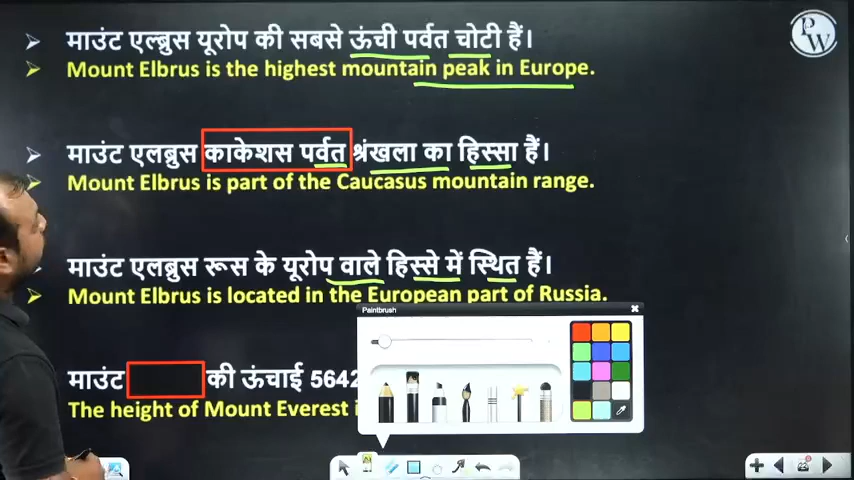 माउंट एल्ब्रुस यूरोप की सबसे ऊंची पर्वत चोटी हैं।
Mount Elbrus is the highest mountain peak in Europe.
माउंट एलब्रुस काकेशस पर्वत श्रंखला का हिस्सा हैं।
Mount Elbrus is part of the Caucasus mountain range.
माउंट एलब्रुस रूस के यूरोप वाले हिस्से में स्थित हैं।
Mount Elbrus is located in the European part of Russia.
माउंट की ऊंचाई 5642
The height of Mount Everest
Paintbrush
PW